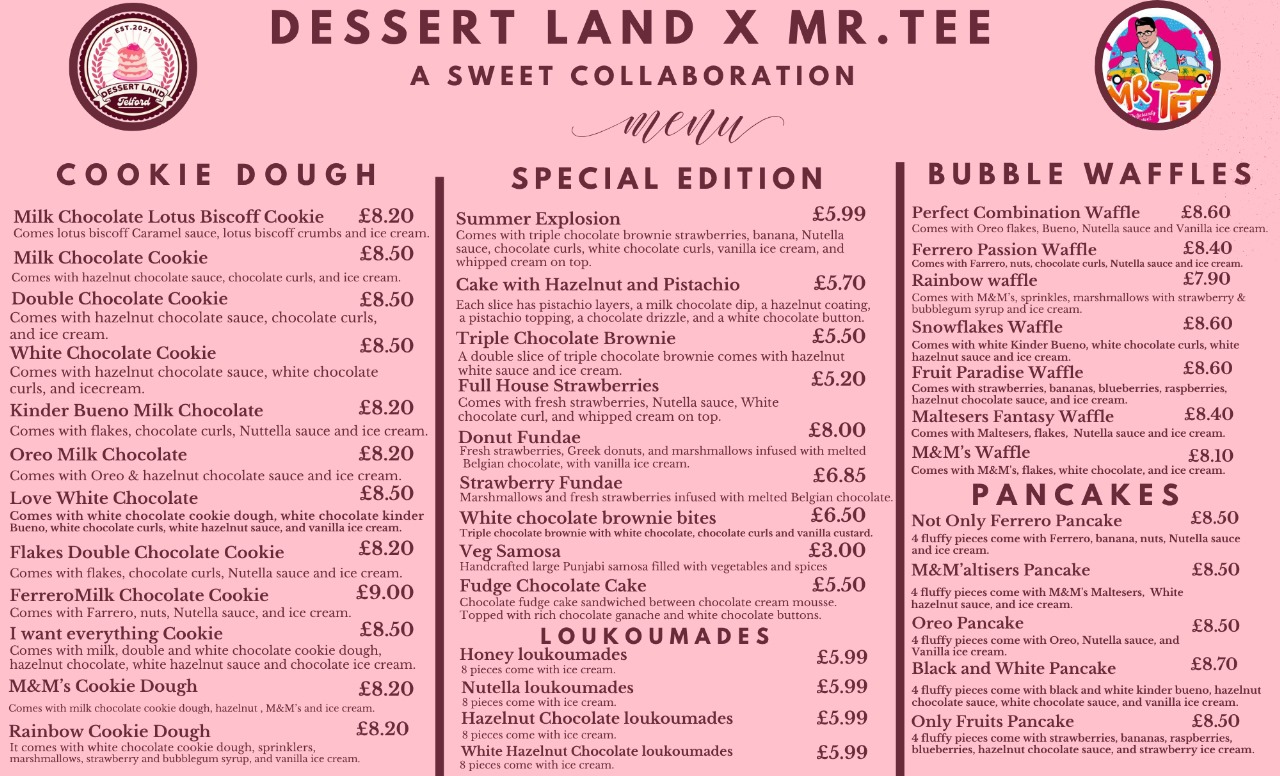 EST.2021
DESSERT LAND
Telford
DESSERT LAND X MR.TEE
A SWEET COLLABORATION
menu
MR TEE
COOKIE DOUGH
Milk Chocolate Lotus Biscoff Cookie £8.20
Comes lotus biscoff Caramel sauce, lotus biscoff crumbs and ice cream.
Milk Chocolate Cookie £8.50
Comes with hazelnut chocolate sauce, chocolate curls, and ice cream.
Double Chocolate Cookie £8.50
Comes with hazelnut chocolate sauce, chocolate curls,
and ice cream.
White Chocolate Cookie £8.50
Comes with hazelnut chocolate sauce, white chocolate
curls, and icecream.
Kinder Bueno Milk Chocolate £8.20
Comes with flakes, chocolate curls, Nuttella sauce and ice cream.
Oreo Milk Chocolate £8.20
Comes with Oreo & hazelnut chocolate sauce and ice cream.
Love White Chocolate £8.50
Comes with white chocolate cookie dough, white chocolate kinder
Bueno, white chocolate curls, white hazelnut sauce, and vanilla ice cream.
Flakes Double Chocolate Cookie £8.20
Comes with flakes, chocolate curls, Nutella sauce and ice cream.
FerreroMilk Chocolate Cookie £9.00
Comes with Farrero, nuts, Nutella sauce, and ice cream.
I want everything Cookie £8.50
Comes with milk, double and white chocolate cookie dough,
hazelnut chocolate, white hazelnut sauce and chocolate ice cream.
M&M's Cookie Dough £8.20
Comes with milk chocolate cookie dough, hazelnut , M&M's and ice cream.
Rainbow Cookie Dough £8.20
It comes with white chocolate cookie dough, sprinklers,
marshmallows, strawberry and bubblegum syrup, and vanilla ice cream.
SPECIAL EDITION
Summer Explosion £5.99
Comes with triple chocolate brownie strawberries, banana, Nutella
sauce, chocolate curls, white chocolate curls, vanilla ice cream, and
whipped cream on top.
Cake with Hazelnut and Pistachio £5.70
Each slice has pistachio layers, a milk chocolate dip, a hazelnut coating,
a pistachio topping, a chocolate drizzle, and a white chocolate button.
Triple Chocolate Brownie £5.50
A double slice of triple chocolate brownie comes with hazelnut
white sauce and ice cream.
Full House Strawberries £5.20
Comes with fresh strawberries, Nutella sauce, White
chocolate curl, and whipped cream on top.
Donut Fundae £8.00
Fresh strawberries, Greek donuts, and marshmallows infused with melted
Belgian chocolate, with vanilla ice cream.
Strawberry Fundae £6.85
Marshmallows and fresh strawberries infused with melted Belgian chocolate.
White chocolate brownie bites £6.50
Triple chocolate brownie with white chocolate, chocolate curls and vanilla custard.
Veg Samosa £3.00
Handcrafted large Punjabi samosa filled with vegetables and spices
Fudge Chocolate Cake £5.50
Chocolate fudge cake sandwiched between chocolate cream mousse.
Topped with rich chocolate ganache and white chocolate buttons.
LOUKOUMADES
Honey loukoumades £5.99
8 pieces come with ice cream.
Nutella loukoumades £5.99
8 pieces come with ice cream.
Hazelnut Chocolate loukoumades £5.99
8 pieces come with ice cream.
White Hazelnut Chocolate loukoumades £5.99
8 pieces come with ice cream.
BUBBLE WAFFLES
Perfect Combination Waffle £8.60
Comes with Oreo flakes, Bueno, Nutella sauce and Vanilla ice cream.
Ferrero Passion Waffle £8.40
Comes with Farrero, nuts, chocolate curls, Nutella sauce and ice cream.
Rainbow waffle £7.90
Comes with M&M's, sprinkles, marshmallows with strawberry &
bubblegum syrup and ice cream.
Snowflakes Waffle £8.60
Comes with white Kinder Bueno, white chocolate curls, white
hazelnut sauce and ice cream.
Fruit Paradise Waffle £8.60
Comes with strawberries, bananas, blueberries, raspberries,
hazelnut chocolate sauce, and ice cream.
Maltesers Fantasy Waffle £8.40
Comes with Maltesers, flakes, Nutella sauce and ice cream.
M&M's Waffle £8.10
Comes with M&M's, flakes, white chocolate, and ice cream.
PANCAKES
Not Only Ferrero Pancake £8.50
4 fluffy pieces come with Ferrero, banana, nuts, Nutella sauce
and ice cream.
M&M'altisers Pancake £8.50
4 fluffy pieces come with M&M's Maltesers, White
hazelnut sauce, and ice cream.
Oreo Pancake £8.50
4 fluffy pieces come with Oreo, Nutella sauce, and
Vanilla ice cream.
Black and White Pancake £8.70
4 fluffy pieces come with black and white kinder bueno, hazelnut
chocolate sauce, white chocolate sauce, and vanilla ice cream.
Only Fruits Pancake £8.50
4 fluffy pieces come with strawberries, bananas, raspberries,
blueberries, hazelnut chocolate sauce, and strawberry ice cream.